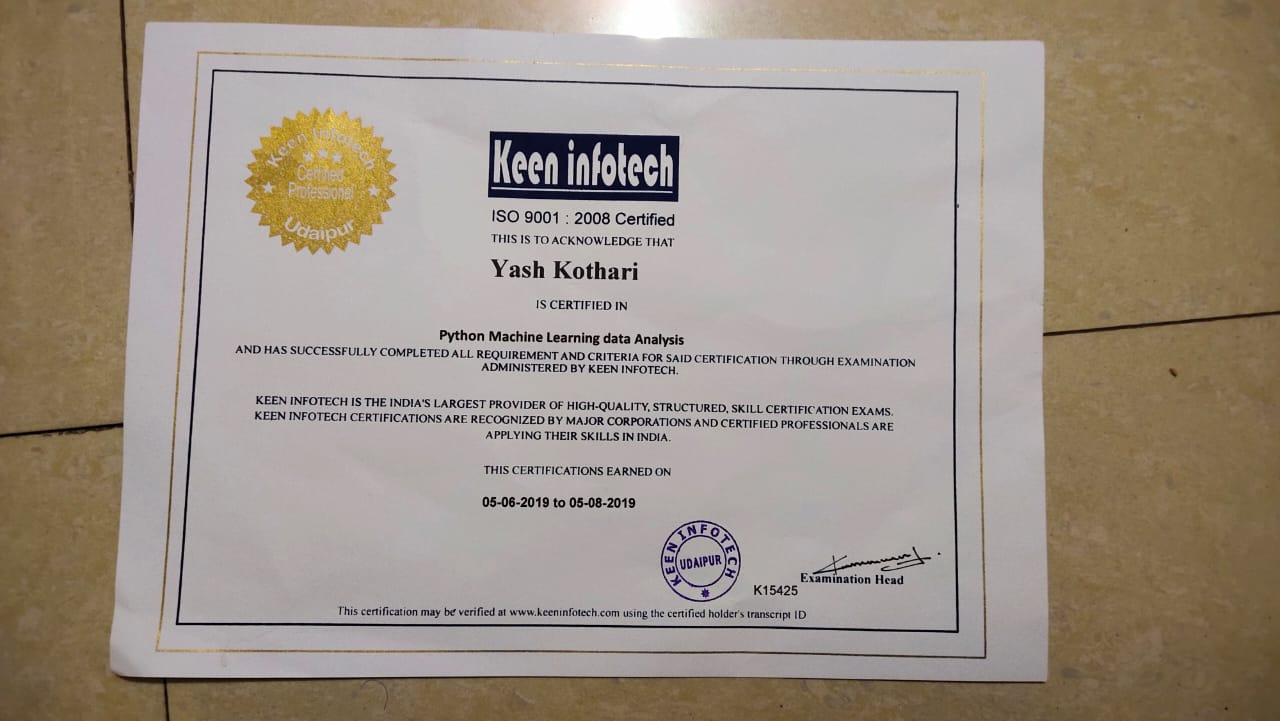 Keen Infotech
Certified
Professional
Udaipur
Keen infotech
ISO 9001 : 2008 Certified
THIS IS TO ACKNOWLEDGE THAT
Yash Kothari
IS CERTIFIED IN
Python Machine Learning data Analysis
AND HAS SUCCESSFULLY COMPLETED ALL REQUIREMENT AND CRITERIA FOR SAID CERTIFICATION THROUGH EXAMINATION
ADMINISTERED BY KEEN INFOTECH.
KEEN INFOTECH IS THE INDIA'S LARGEST PROVIDER OF HIGH-QUALITY, STRUCTURED, SKILL CERTIFICATION EXAMS.
KEEN INFOTECH CERTIFICATIONS ARE RECOGNIZED BY MAJOR CORPORATIONS AND CERTIFIED PROFESSIONALS ARE
APPLYING THEIR SKILLS IN INDIA.
THIS CERTIFICATIONS EARNED ON
05-06-2019 to 05-08-2019
KEEN INFOTECH
UDAIPUR
K15425
Examination Head
This certification may be verified at www.keeninfotech.com using the certified holder's transcript ID